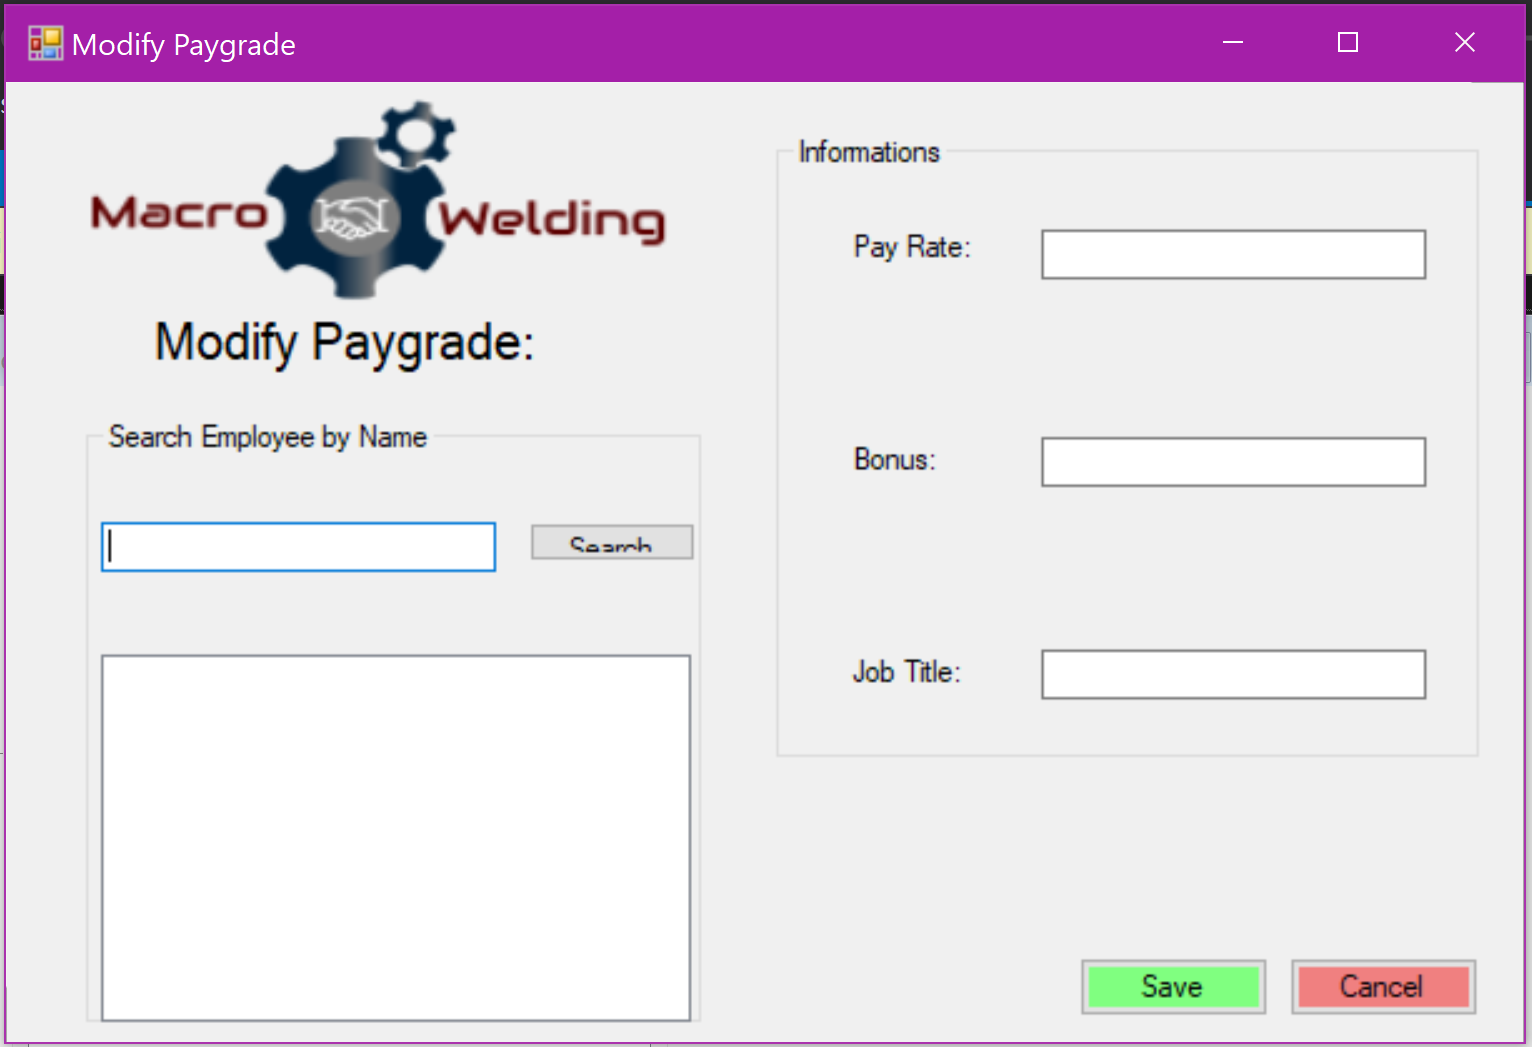 Modify Paygrade
Macro Welding
Modify Paygrade:
Search Employee by Name
Search
Informations
Pay Rate:
Bonus:
Job Title:
Save
Cancel